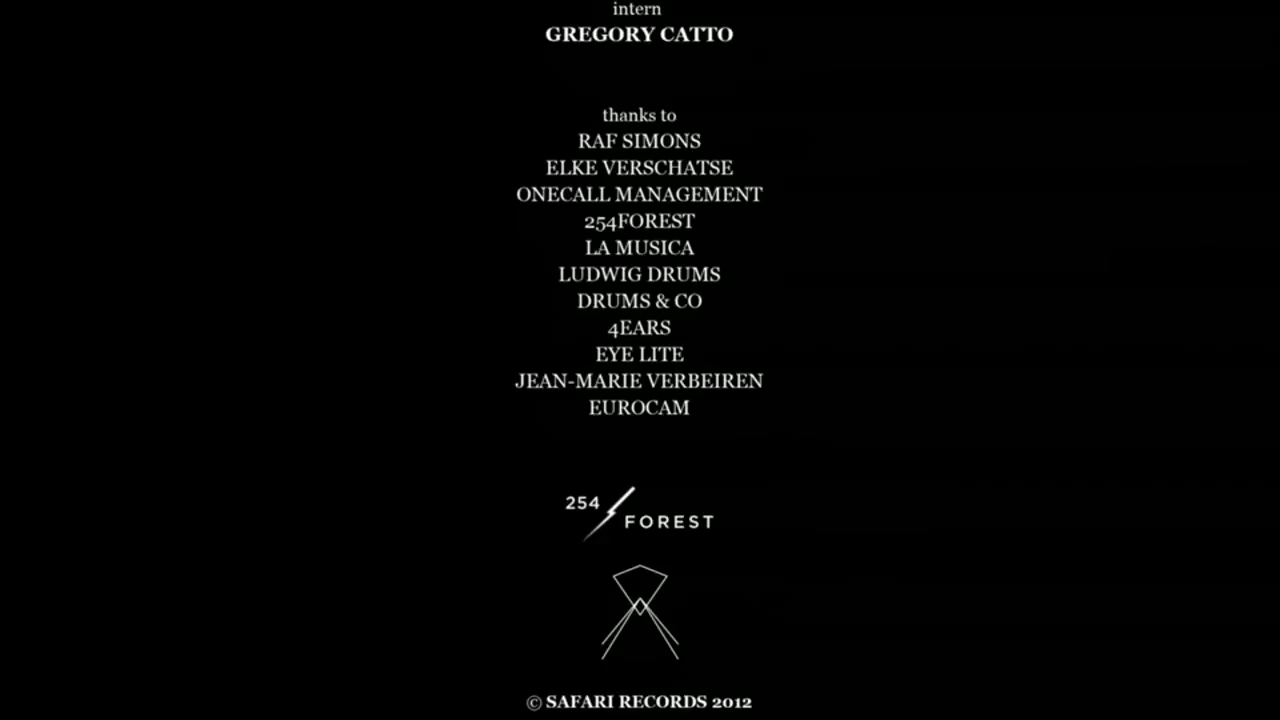 intern
GREGORY CATTO
thanks to
RAF SIMONS
ELKE VERSCHATSE
ONECALL MANAGEMENT
254FOREST
LA MUSICA
LUDWIG DRUMS
DRUMS & CO
4EARS
EYE LITE
JEAN-MARIE VERBEIREN
EUROCAM
254
FOREST
© SAFARI RECORDS 2012